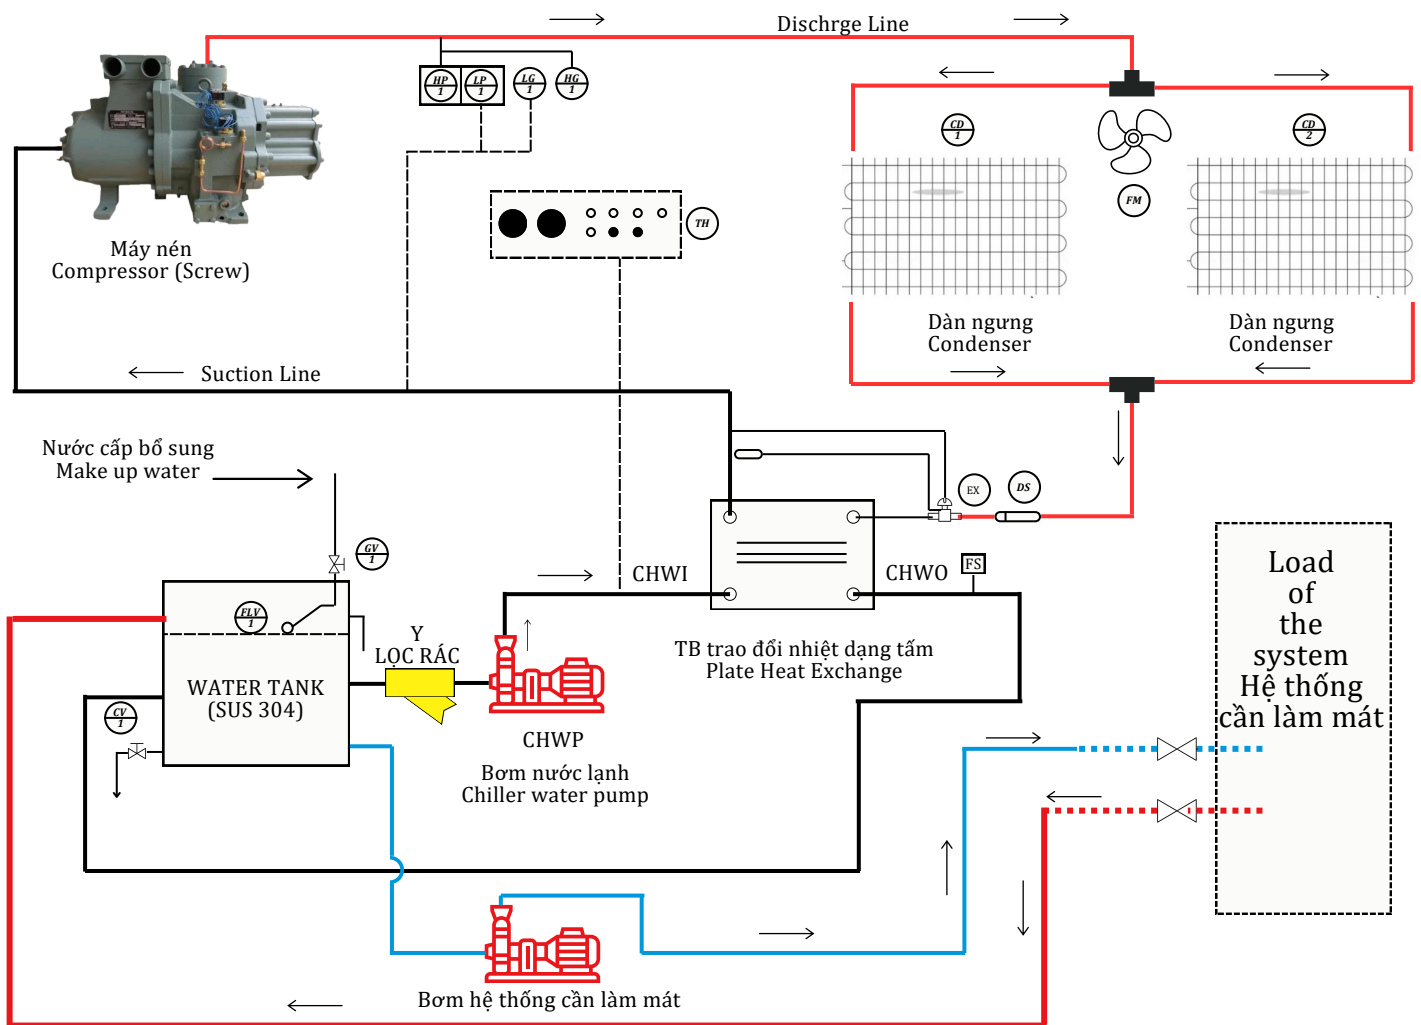 Dischrge Line
HP
1
LP
1
LG
1
HG
1
CD
1
CD
2
FM
TH
Máy nén
Compressor (Screw)
Dàn ngưng
Condenser
Dàn ngưng
Condenser
Suction Line
Nước cấp bổ sung
Make up water
EX
DS
GV
1
FLV
1
CHWI
CHWO
FS
Y
LỌC RÁC
TB trao đổi nhiệt dạng tấm
Plate Heat Exchange
WATER TANK
(SUS 304)
CV
1
CHWP
Bơm nước lạnh
Chiller water pump
Load
of
the
system
Hệ thống
cần làm mát
Bơm hệ thống cần làm mát